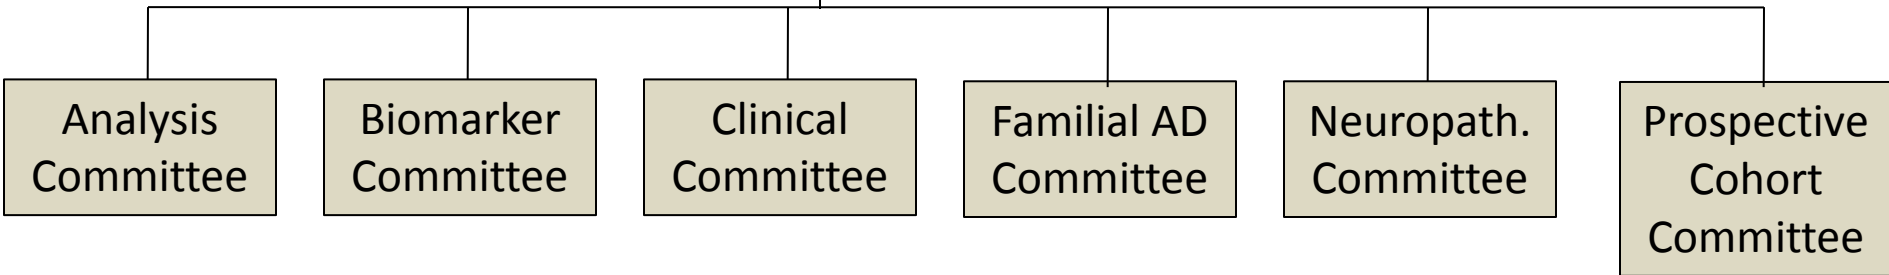 Analysis
Committee
Biomarker
Committee
Clinical
Committee
Familial AD
Committee
Neuropath.
Committee
Prospective
Cohort
Committee